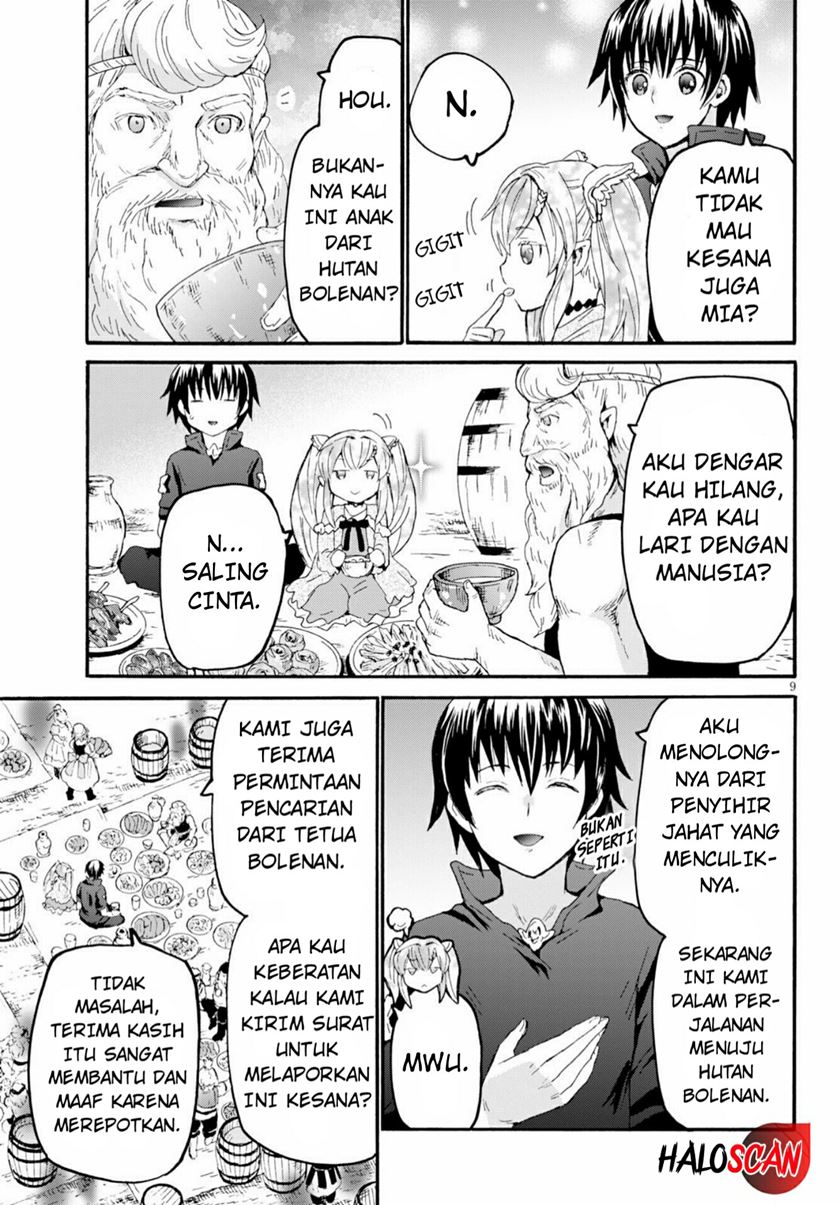 KAMU
TIDAK
MAU
KESANA
JUGA
MIA?
N.
GIGIT
GIGIT
HOU.
BUKAN-
NYA KAU
INI ANAK
DARI
HUTAN
BOLENAN?
AKU DENGAR
KAU HILANG,
APA KAU
LARI DENGAN
MANUSIA?
N...
SALING
CINTA.
9
AKU
MENOLONG-
NYA DARI
PENYIHIR
JAHAT YANG
MENCULIK-
NYA.
BUKAN
SEPERTI
ITU.
SEKARANG
INI KAMI
DALAM PER-
JALANAN
MENUJU
HUTAN
BOLENAN.
MWU.
KAMI JUGA
TERIMA
PERMINTAAN
PENCARIAN
DARI TETUA
BOLENAN.
APA KAU
KEBERATAN
KALAU KAMI
KIRIM SURAT
UNTUK
MELAPORKAN
INI KESANA?
TIDAK
MASALAH,
TERIMA KASIH
ITU SANGAT
MEMBANTU DAN
MAAF KARENA
MEREPOTKAN.
HALOSCAN